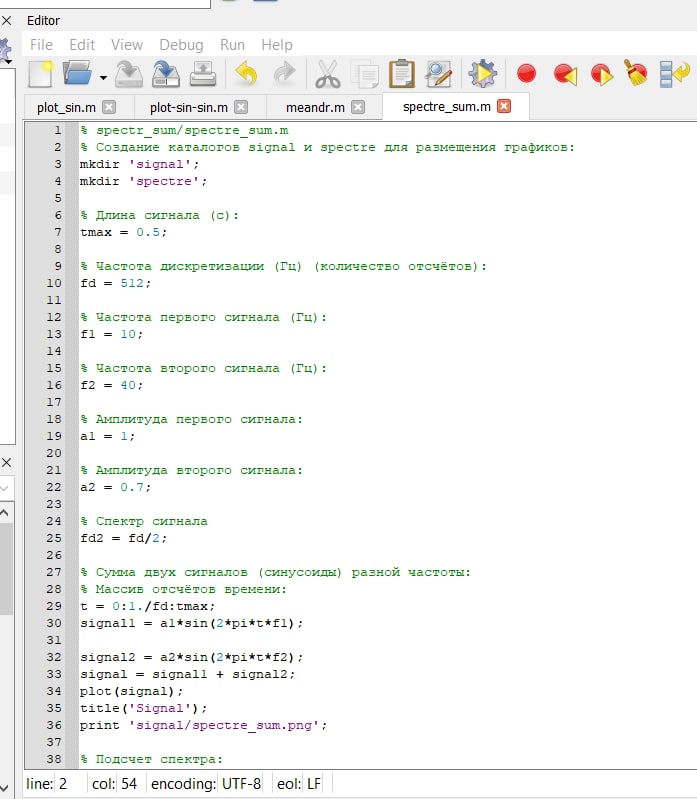 Editor
File Edit View Debug Run Help
plot_sin.m plot-sin-sin.m meandr.m spectre_sum.m
1 % spectr_sum/spectre_sum.m
2 % Создание каталогов signal и spectre для размещения графиков:
3 mkdir 'signal';
4 mkdir 'spectre';
5
6 % Длина сигнала (с):
7 tmax = 0.5;
8
9 % Частота дискретизации (Гц) (количество отсчётов):
10 fd = 512;
11
12 % Частота первого сигнала (Гц):
13 f1 = 10;
14
15 % Частота второго сигнала (Гц):
16 f2 = 40;
17
18 % Амплитуда первого сигнала:
19 a1 = 1;
20
21 % Амплитуда второго сигнала:
22 a2 = 0.7;
23
24 % Спектр сигнала
25 fd2 = fd/2;
26
27 % Сумма двух сигналов (синусоиды) разной частоты:
28 % Массив отсчётов времени:
29 t = 0:1./fd:tmax;
30 signal1 = a1*sin(2*pi*t*f1);
31
32 signal2 = a2*sin(2*pi*t*f2);
33 signal = signal1 + signal2;
34 plot(signal);
35 title('Signal');
36 print 'signal/spectre_sum.png';
37
38 % Подсчет спектра:
line: 2 col: 54 encoding: UTF-8 eol: LF